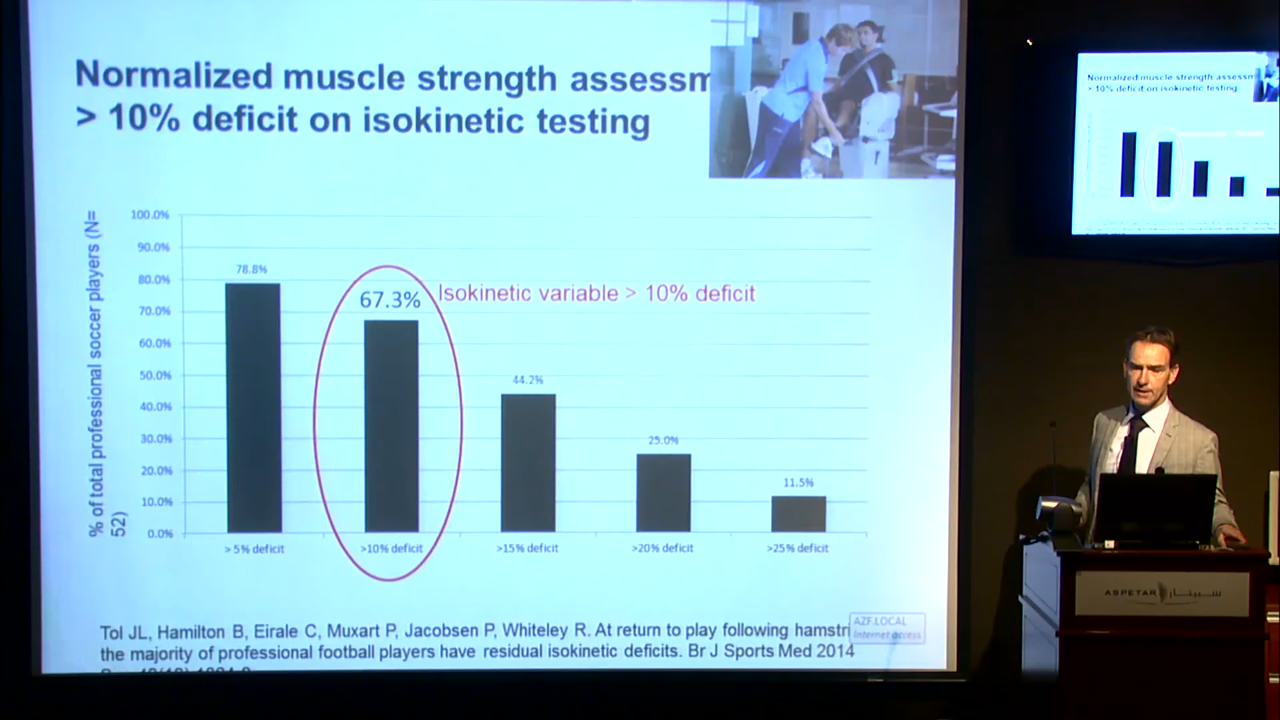 Normalized muscle strength assessm
> 10% deficit on isokinetic testing
% of total professional soccer players (N=
52)
100.0%
90.0%
80.0%
70.0%
60.0%
50.0%
40.0%
30.0%
20.0%
10.0%
0.0%
78.8%
67.3%
Isokinetic variable > 10% deficit
44.2%
25.0%
11.5%
> 5% deficit
>10% deficit
>15% deficit
>20% deficit
>25% deficit
Tol JL, Hamilton B, Eirale C, Muxart P, Jacobsen P, Whiteley R. At return to play following hamstri
the majority of professional football players have residual isokinetic deficits. Br J Sports Med 2014
AZF.LOCAL
Internet access
Normalized muscle strength assessm
> 10% deficit on isokinetic testing
ASPETAR سبيتار